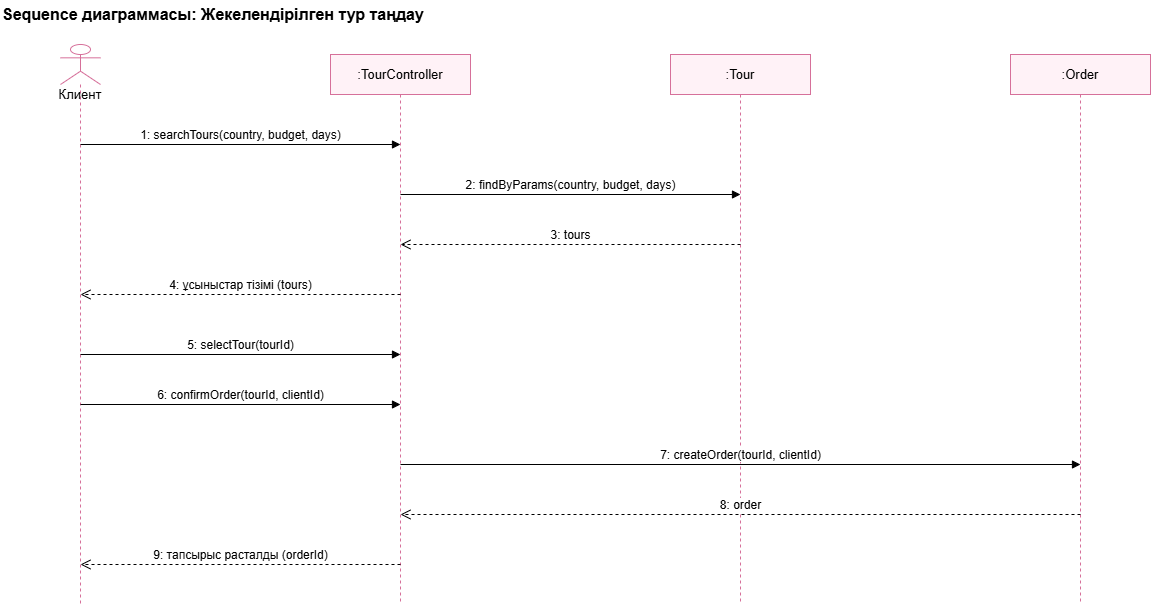 Sequence диаграммасы: Жекелендірілген тур таңдау
Клиент
:TourController
:Tour
:Order
1: searchTours(country, budget, days)
2: findByParams(country, budget, days)
3: tours
4: ұсыныстар тізімі (tours)
5: selectTour(tourId)
6: confirmOrder(tourId, clientId)
7: createOrder(tourId, clientId)
8: order
9: тапсырыс расталды (orderId)